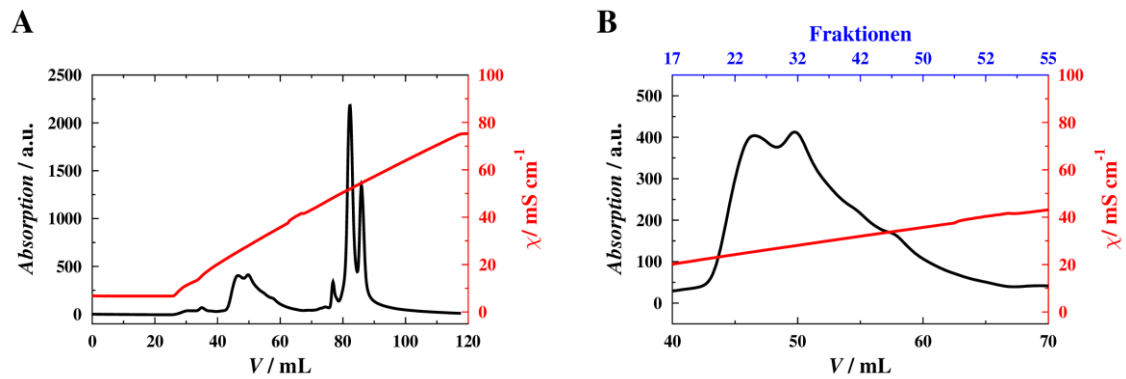 A
B
Fraktionen
17 22 32 42 50 52 55
2500
2000
1500
1000
500
0
Absorption / a.u.
100
80
60
40
20
0
χ/ mS cm⁻¹
0 20 40 60 80 100 120
V / mL
500
400
300
200
100
0
Absorption / a.u.
100
80
60
40
20
0
χ/ mS cm⁻¹
40 50 60 70
V / mL